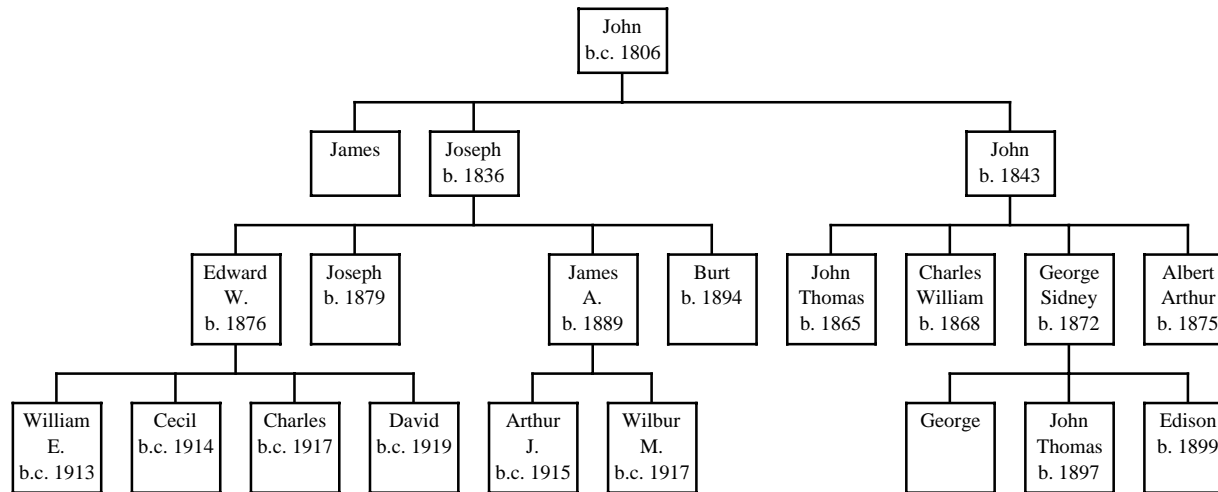 John
b.c. 1806
James
Joseph
b. 1836
John
b. 1843
Edward
W.
b. 1876
Joseph
b. 1879
James
A.
b. 1889
Burt
b. 1894
John
Thomas
b. 1865
Charles
William
b. 1868
George
Sidney
b. 1872
Albert
Arthur
b. 1875
William
E.
b.c. 1913
Cecil
b.c. 1914
Charles
b.c. 1917
David
b.c. 1919
Arthur
J.
b.c. 1915
Wilbur
M.
b.c. 1917
George
John
Thomas
b. 1897
Edison
b. 1899